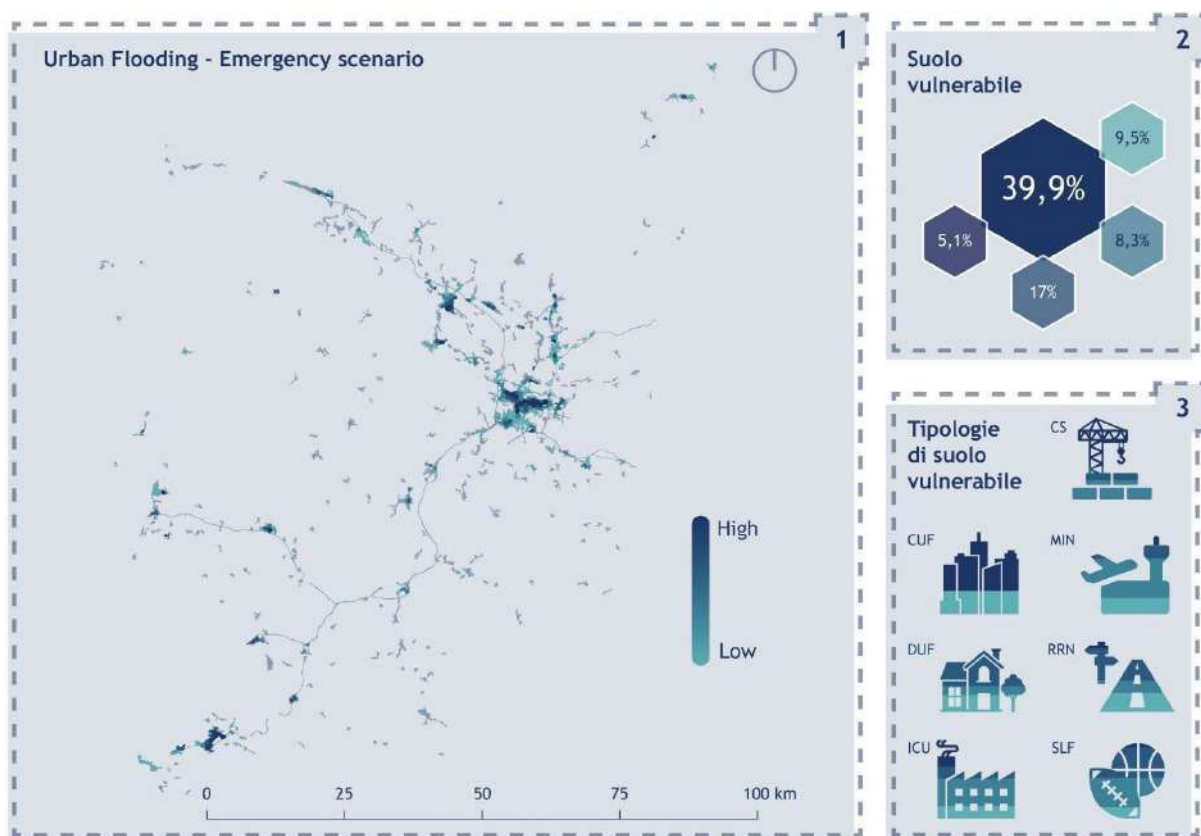 1
Urban Flooding - Emergency scenario
High
Low
0 25 50 75 100 km
2
Suolo
vulnerabile
9,5%
39,9%
5,1%
8,3%
17%
3
Tipologie
di suolo
vulnerabile
CS
CUF
MIN
DUF
RRN
ICU
SLF